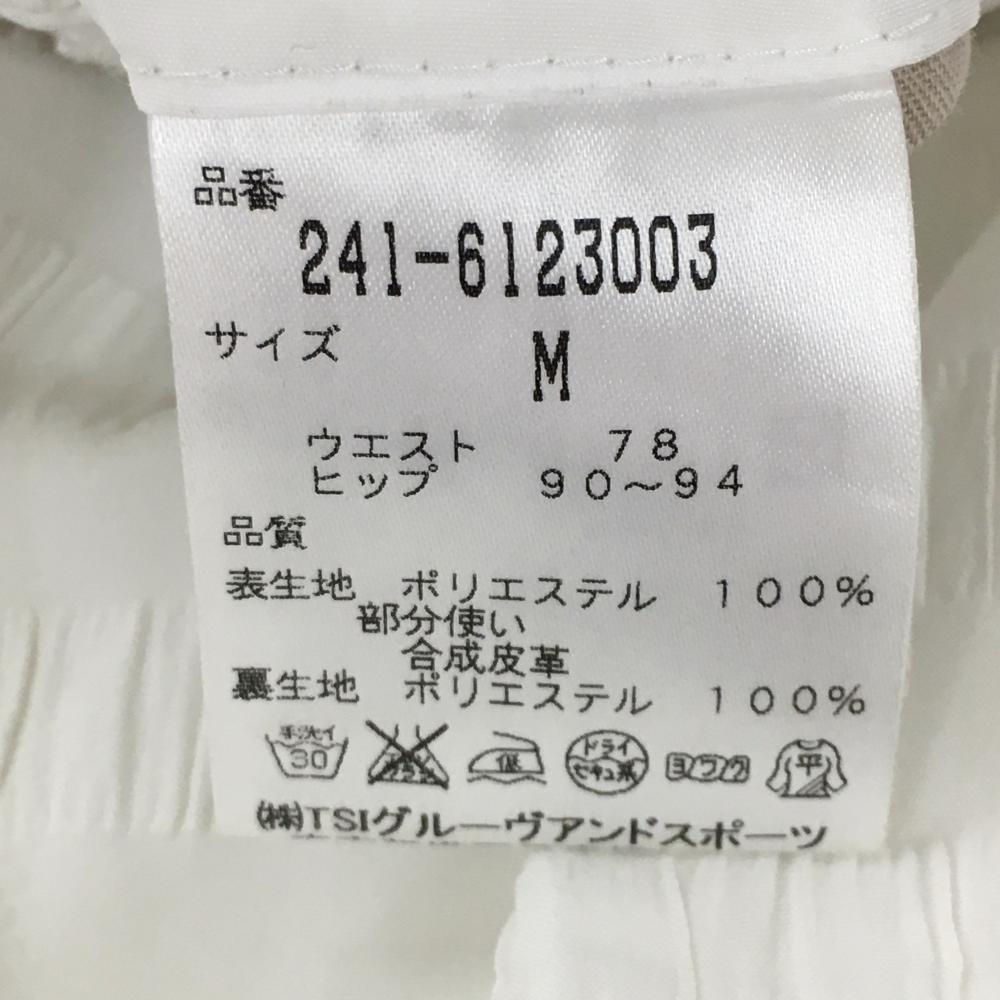 品番
241-6123003
サイズ M
ウエスト 78
ヒップ 90〜94
品質
表生地 ポリエステル 100%
部分使い
合成皮革
裏生地 ポリエステル 100%
手洗イ 30 低 ドライ セキユ系 ヨワク 平
㈱TSIグルーヴアンドスポーツ